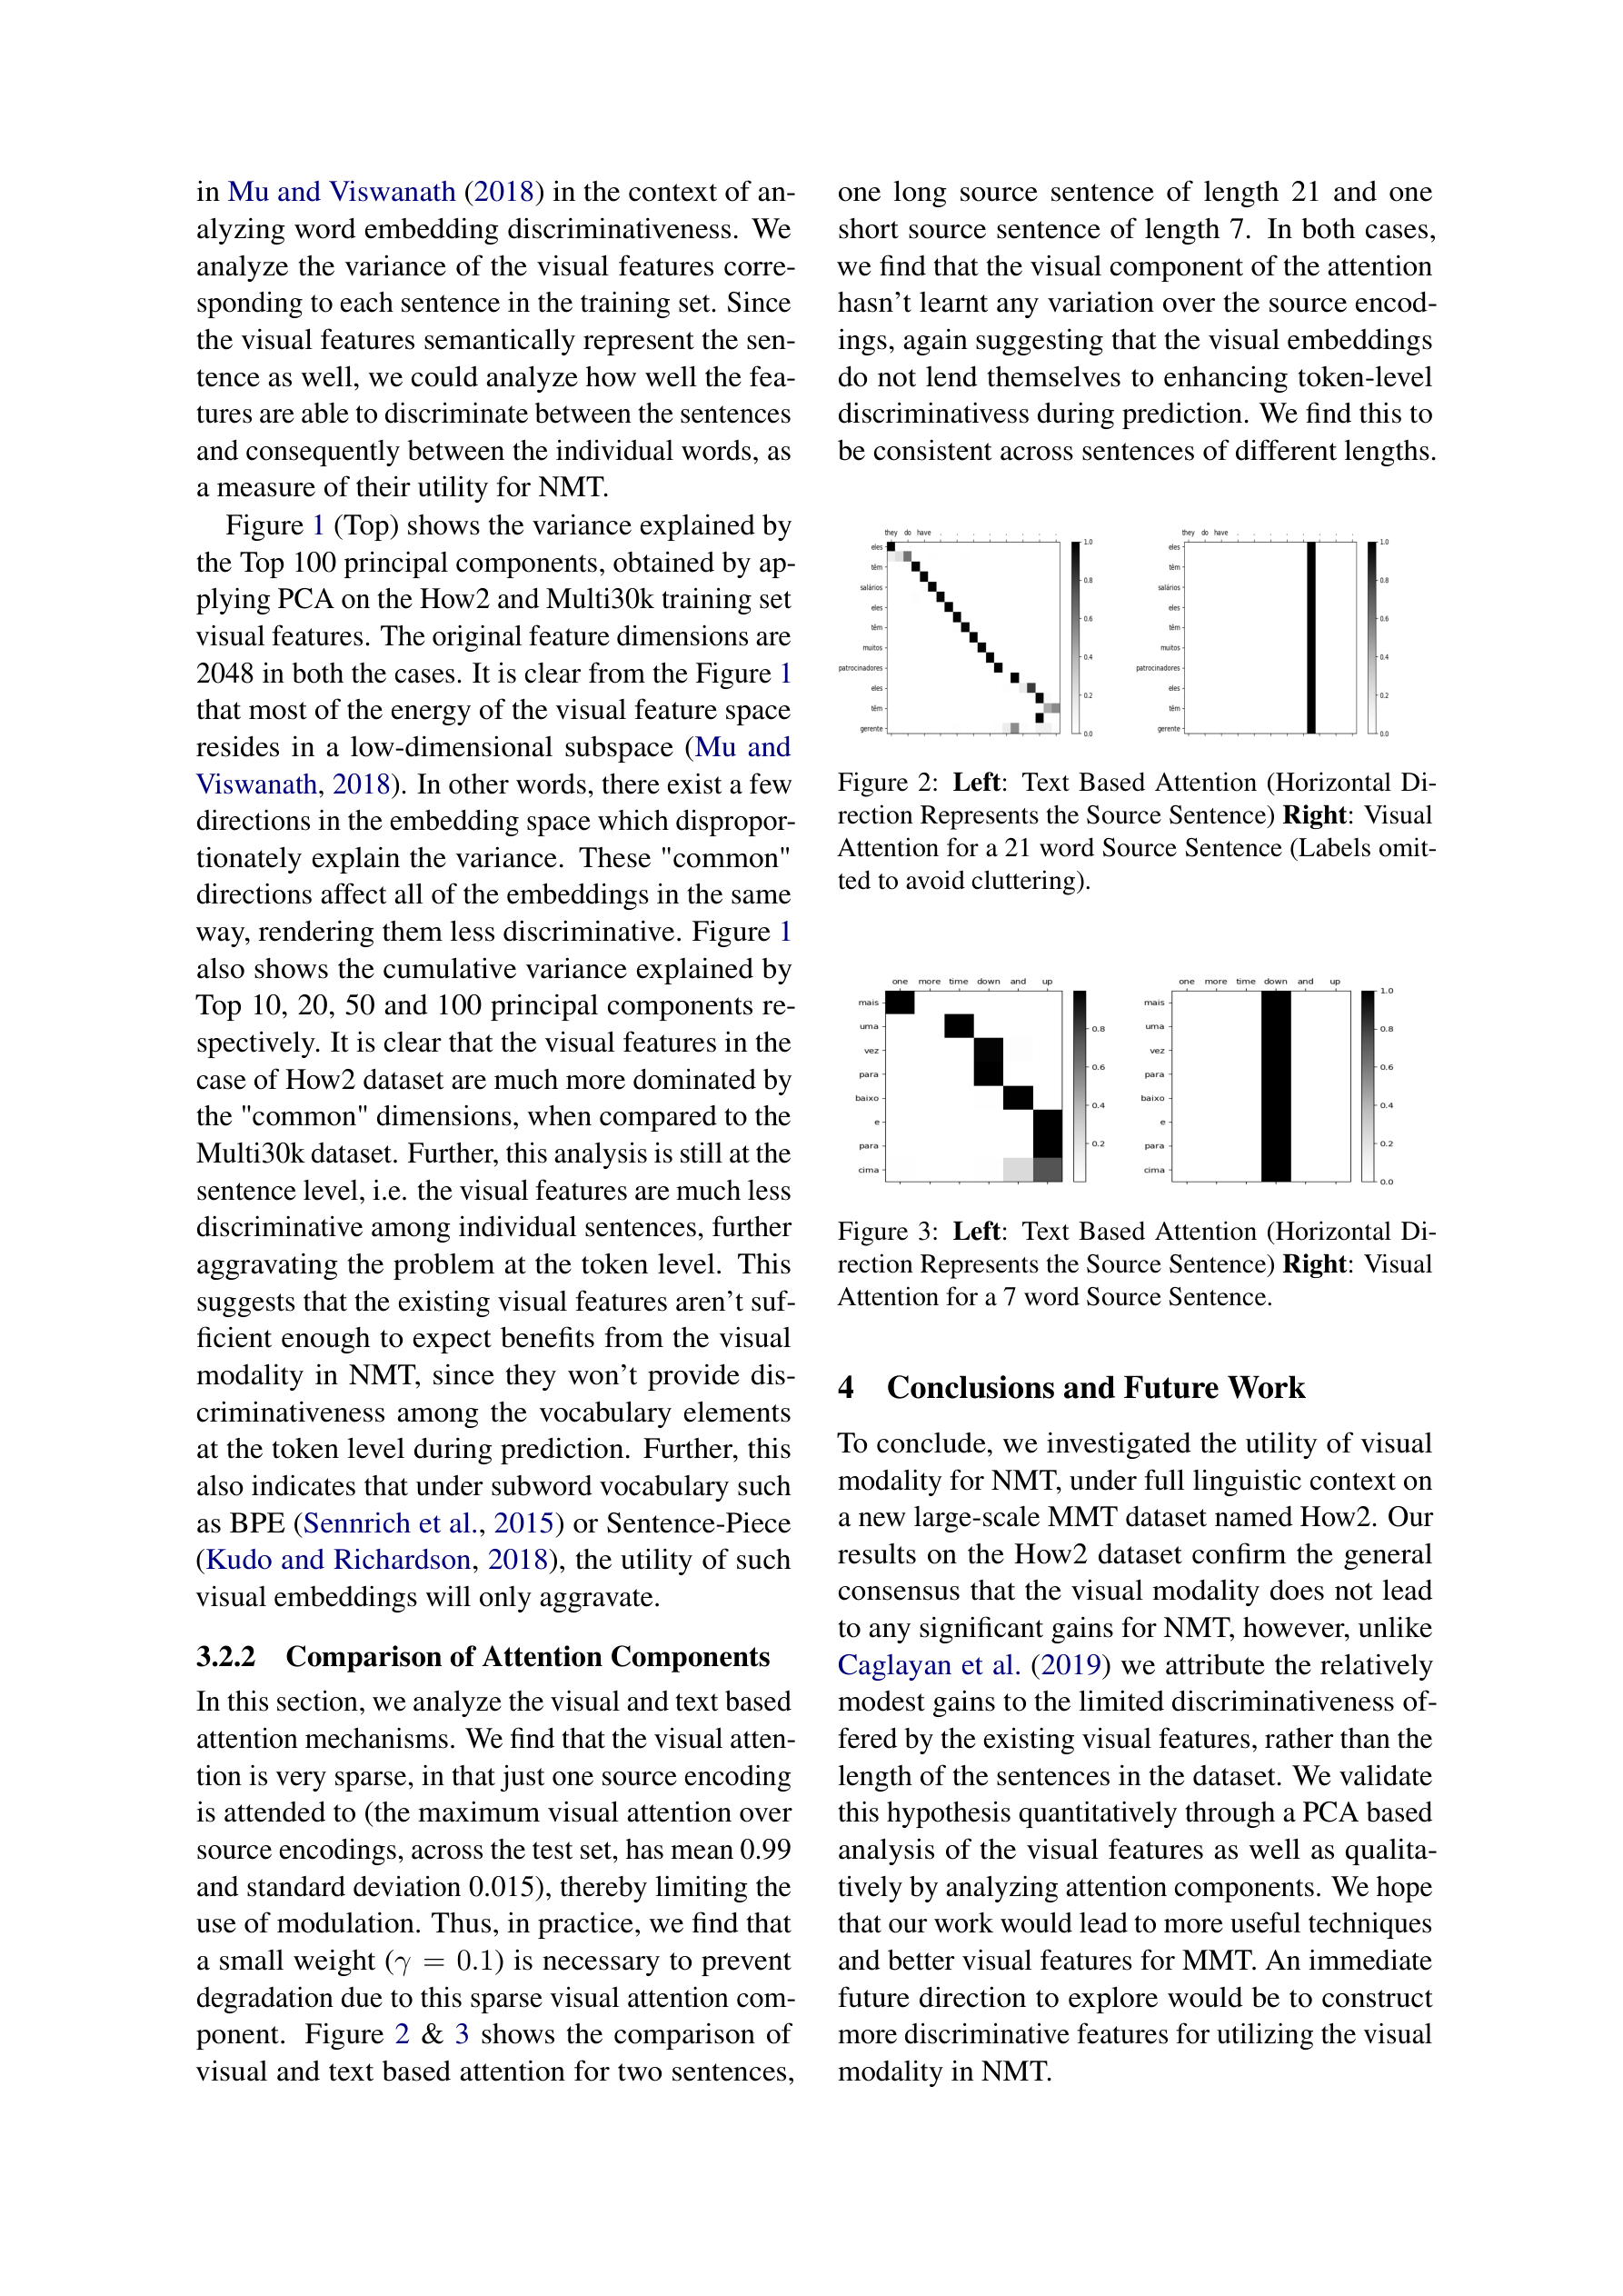 in Mu and Viswanath (2018) in the context of an-
alyzing word embedding discriminativeness. We
analyze the variance of the visual features corre-
sponding to each sentence in the training set. Since
the visual features semantically represent the sen-
tence as well, we could analyze how well the fea-
tures are able to discriminate between the sentences
and consequently between the individual words, as
a measure of their utility for NMT.
Figure 1 (Top) shows the variance explained by
the Top 100 principal components, obtained by ap-
plying PCA on the How2 and Multi30k training set
visual features. The original feature dimensions are
2048 in both the cases. It is clear from the Figure 1
that most of the energy of the visual feature space
resides in a low-dimensional subspace (Mu and
Viswanath, 2018). In other words, there exist a few
directions in the embedding space which dispropor-
tionately explain the variance. These "common"
directions affect all of the embeddings in the same
way, rendering them less discriminative. Figure 1
also shows the cumulative variance explained by
Top 10, 20, 50 and 100 principal components re-
spectively. It is clear that the visual features in the
case of How2 dataset are much more dominated by
the "common" dimensions, when compared to the
Multi30k dataset. Further, this analysis is still at the
sentence level, i.e. the visual features are much less
discriminative among individual sentences, further
aggravating the problem at the token level. This
suggests that the existing visual features aren't suf-
ficient enough to expect benefits from the visual
modality in NMT, since they won't provide dis-
criminativeness among the vocabulary elements
at the token level during prediction. Further, this
also indicates that under subword vocabulary such
as BPE (Sennrich et al., 2015) or Sentence-Piece
(Kudo and Richardson, 2018), the utility of such
visual embeddings will only aggravate.
3.2.2 Comparison of Attention Components
In this section, we analyze the visual and text based
attention mechanisms. We find that the visual atten-
tion is very sparse, in that just one source encoding
is attended to (the maximum visual attention over
source encodings, across the test set, has mean 0.99
and standard deviation 0.015), thereby limiting the
use of modulation. Thus, in practice, we find that
a small weight (γ = 0.1) is necessary to prevent
degradation due to this sparse visual attention com-
ponent. Figure 2 & 3 shows the comparison of
visual and text based attention for two sentences,
one long source sentence of length 21 and one
short source sentence of length 7. In both cases,
we find that the visual component of the attention
hasn't learnt any variation over the source encod-
ings, again suggesting that the visual embeddings
do not lend themselves to enhancing token-level
discriminativess during prediction. We find this to
be consistent across sentences of different lengths.
they do have . . . . . . .
eles
têm
salários
eles
têm
muitos
patrocinadores
eles
têm
gerente
1.0
0.8
0.6
0.4
0.2
0.0
they do have . . . . . . .
eles
têm
salários
eles
têm
muitos
patrocinadores
eles
têm
gerente
1.0
0.8
0.6
0.4
0.2
0.0
Figure 2: Left: Text Based Attention (Horizontal Di-
rection Represents the Source Sentence) Right: Visual
Attention for a 21 word Source Sentence (Labels omit-
ted to avoid cluttering).
one more time down and up
mais
uma
vez
para
baixo
e
para
cima
0.8
0.6
0.4
0.2
one more time down and up
mais
uma
vez
para
baixo
e
para
cima
1.0
0.8
0.6
0.4
0.2
0.0
Figure 3: Left: Text Based Attention (Horizontal Di-
rection Represents the Source Sentence) Right: Visual
Attention for a 7 word Source Sentence.
4 Conclusions and Future Work
To conclude, we investigated the utility of visual
modality for NMT, under full linguistic context on
a new large-scale MMT dataset named How2. Our
results on the How2 dataset confirm the general
consensus that the visual modality does not lead
to any significant gains for NMT, however, unlike
Caglayan et al. (2019) we attribute the relatively
modest gains to the limited discriminativeness of-
fered by the existing visual features, rather than the
length of the sentences in the dataset. We validate
this hypothesis quantitatively through a PCA based
analysis of the visual features as well as qualita-
tively by analyzing attention components. We hope
that our work would lead to more useful techniques
and better visual features for MMT. An immediate
future direction to explore would be to construct
more discriminative features for utilizing the visual
modality in NMT.